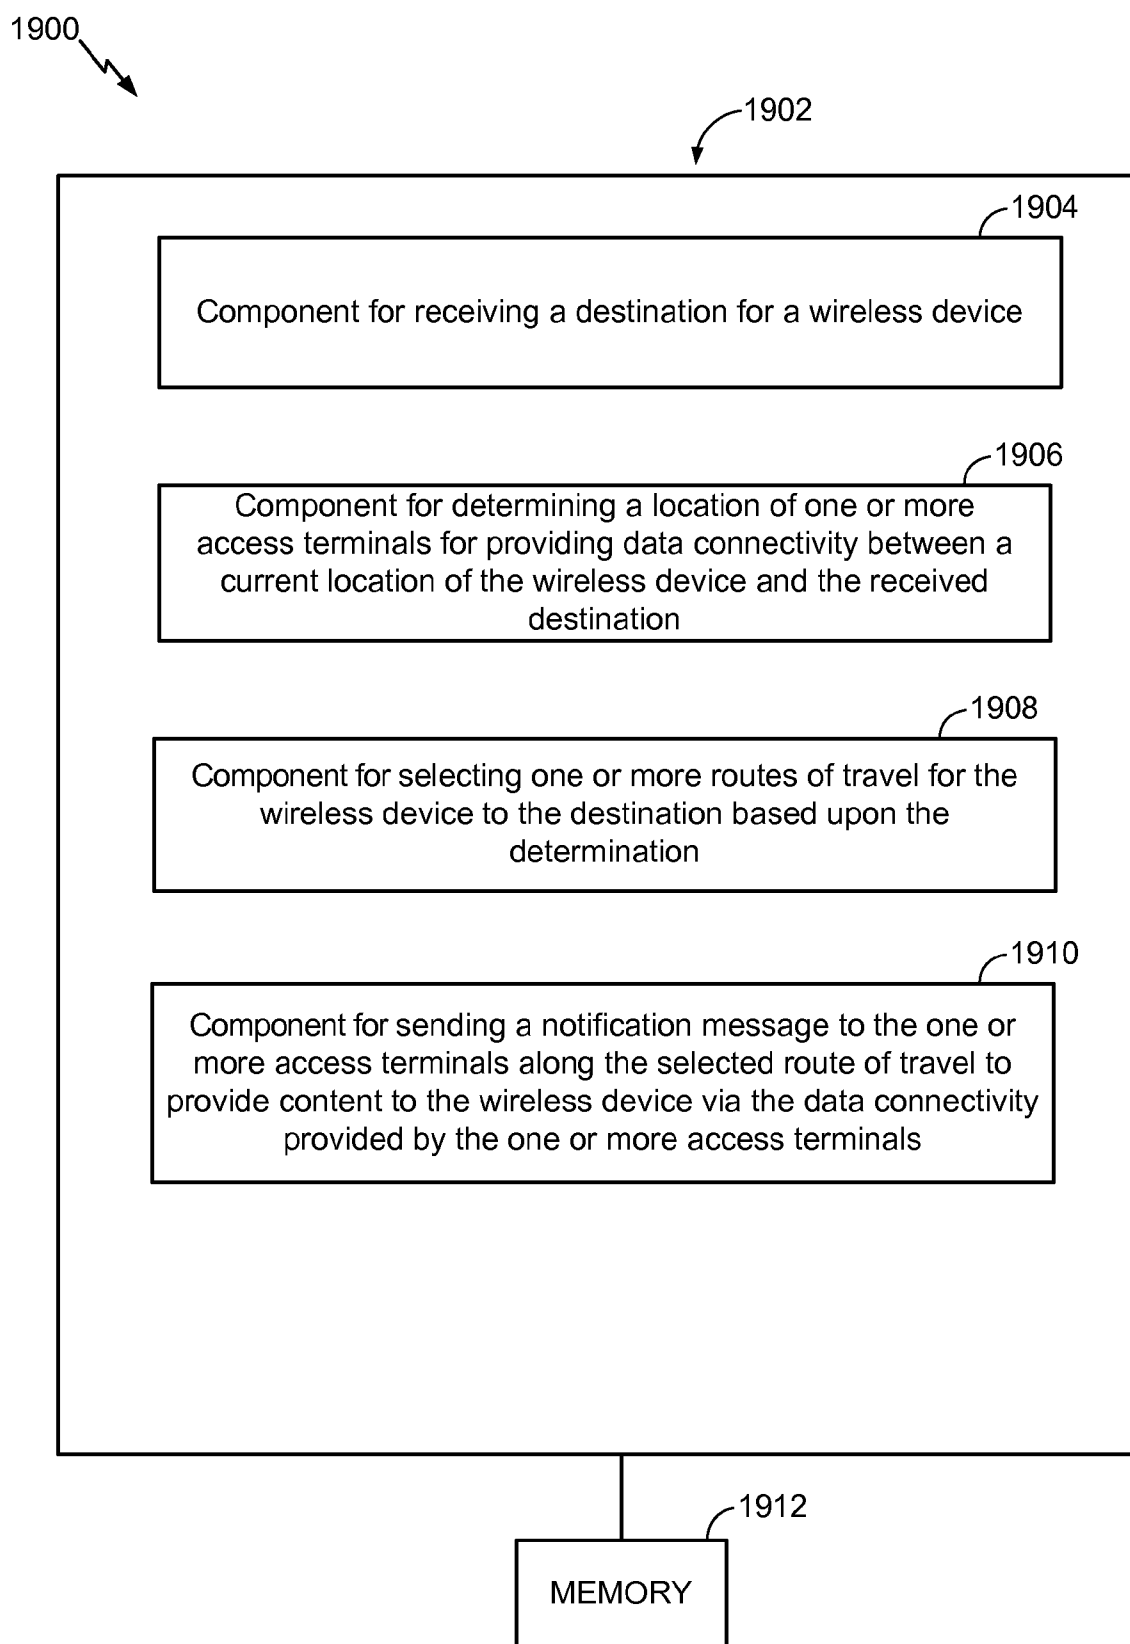 1900
1902
1904
Component for receiving a destination for a wireless device
1906
Component for determining a location of one or more
access terminals for providing data connectivity between a
current location of the wireless device and the received
destination
1908
Component for selecting one or more routes of travel for the
wireless device to the destination based upon the
determination
1910
Component for sending a notification message to the one or
more access terminals along the selected route of travel to
provide content to the wireless device via the data connectivity
provided by the one or more access terminals
1912
MEMORY